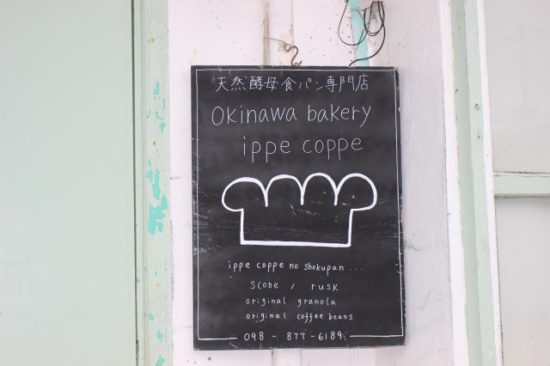 天然酵母食パン専門店
Okinawa bakery
ippe coppe
ippe coppe no shokupan ...
scone / rusk
original granola
original coffee beans
098 - 877-6189